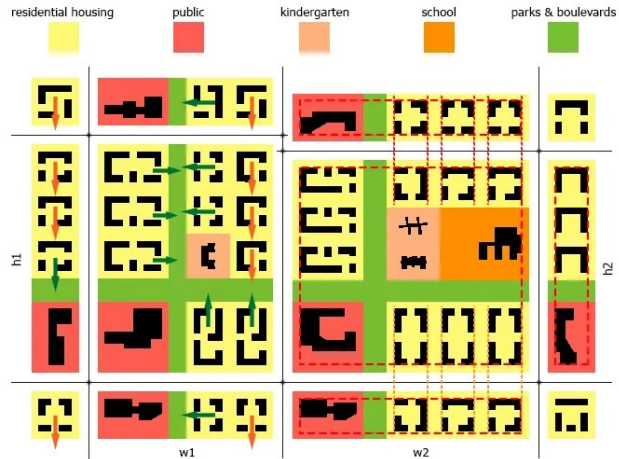 residential housing
public
kindergarten
school
parks & boulevards
h1
h2
w1
w2